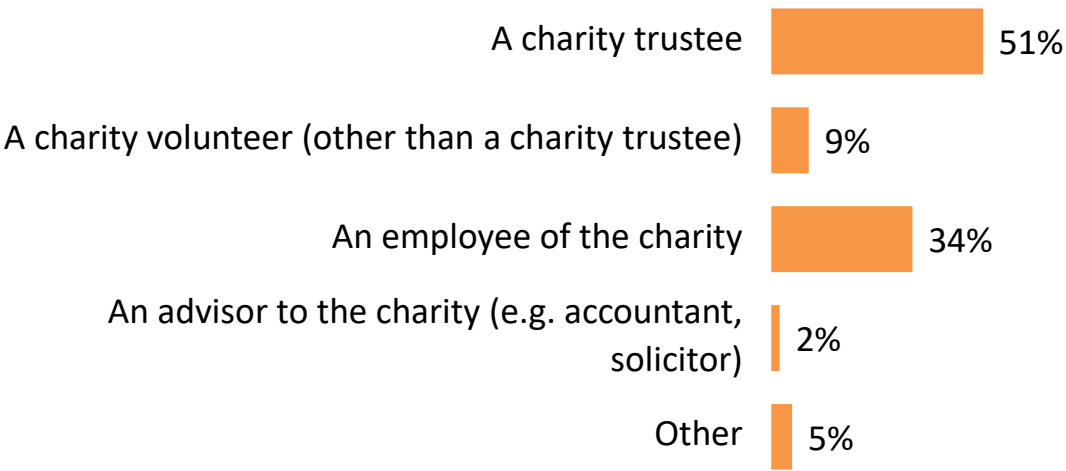 A charity trustee 51%
A charity volunteer (other than a charity trustee) 9%
An employee of the charity 34%
An advisor to the charity (e.g. accountant,
solicitor) 2%
Other 5%